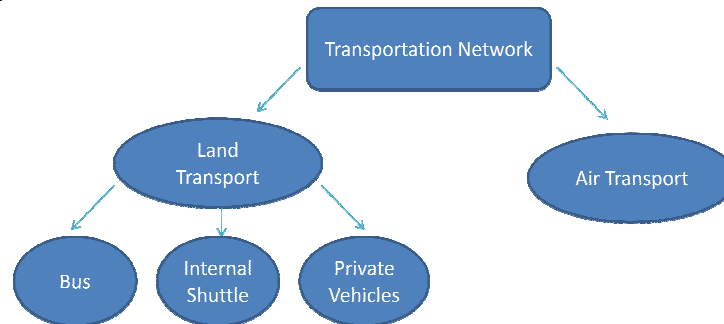 Transportation Network
Land
Transport
Air Transport
Bus
Internal
Shuttle
Private
Vehicles